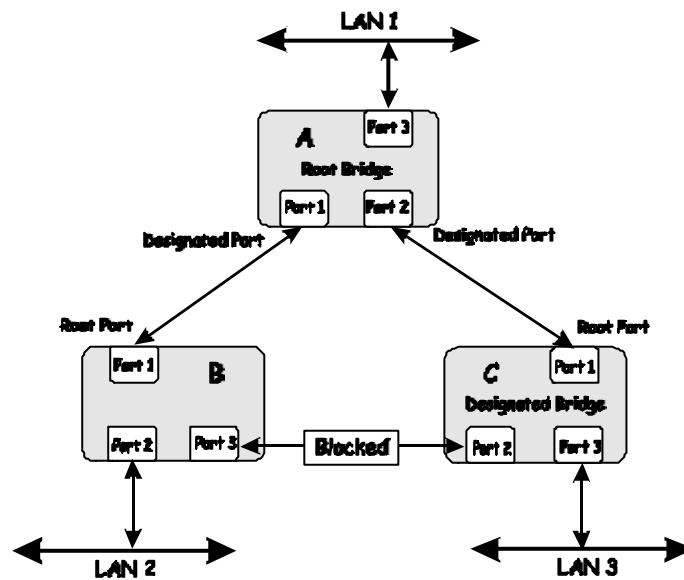 LAN 1
Port 3
A
Root Bridge
Port 1
Port 2
Designated Port
Designated Port
Root Port
Root Port
Port 1
B
C
Port 1
Designated Bridge
Port 2
Port 3
Blocked
Port 2
Port 3
LAN 2
LAN 3